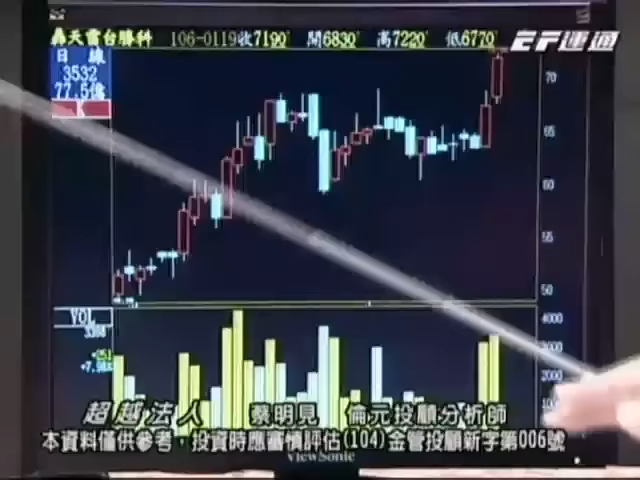 轟天雷台勝科 106-0119收7190 開6830 高7220 低6770
EF運通
日線
3532
77.5億
K
70
65
60
55
50
VOL
4000
3388
+851
2000
超越法人 蔡明見 倫元投顧分析師
本資料僅供參考，投資時應審慎評估(104)金管投顧新字第006號
ViewSonic